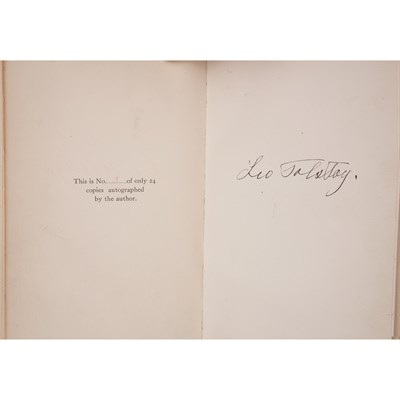 This is No. of only 24
copies autographed
by the author.
Leo Tolstoy.